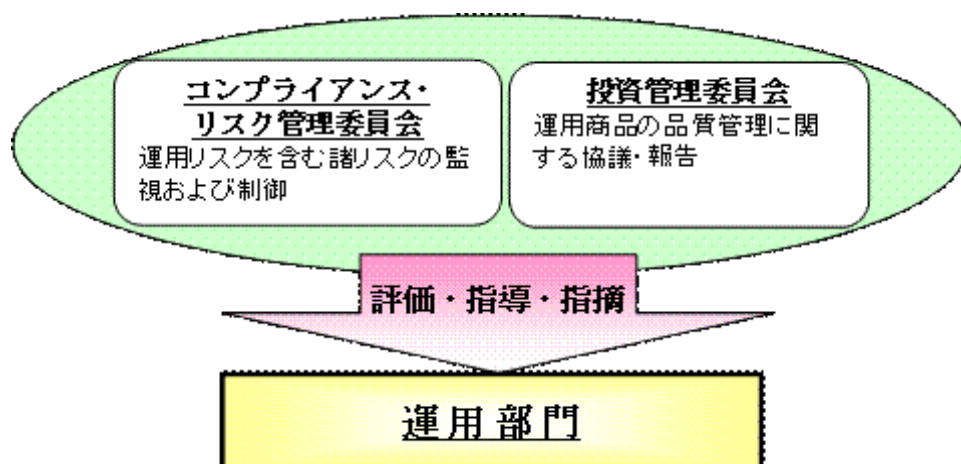 コンプライアンス・
リスク管理委員会
運用リスクを含む諸リスクの監
視および制御
投資管理委員会
運用商品の品質管理に関
する協議・報告
評価・指導・指摘
運用部門